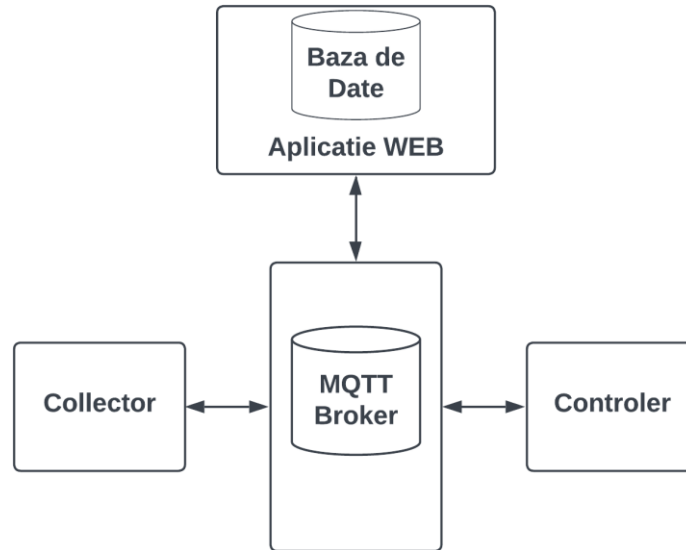 Baza de
Date
Aplicatie WEB
Collector
MQTT
Broker
Controler